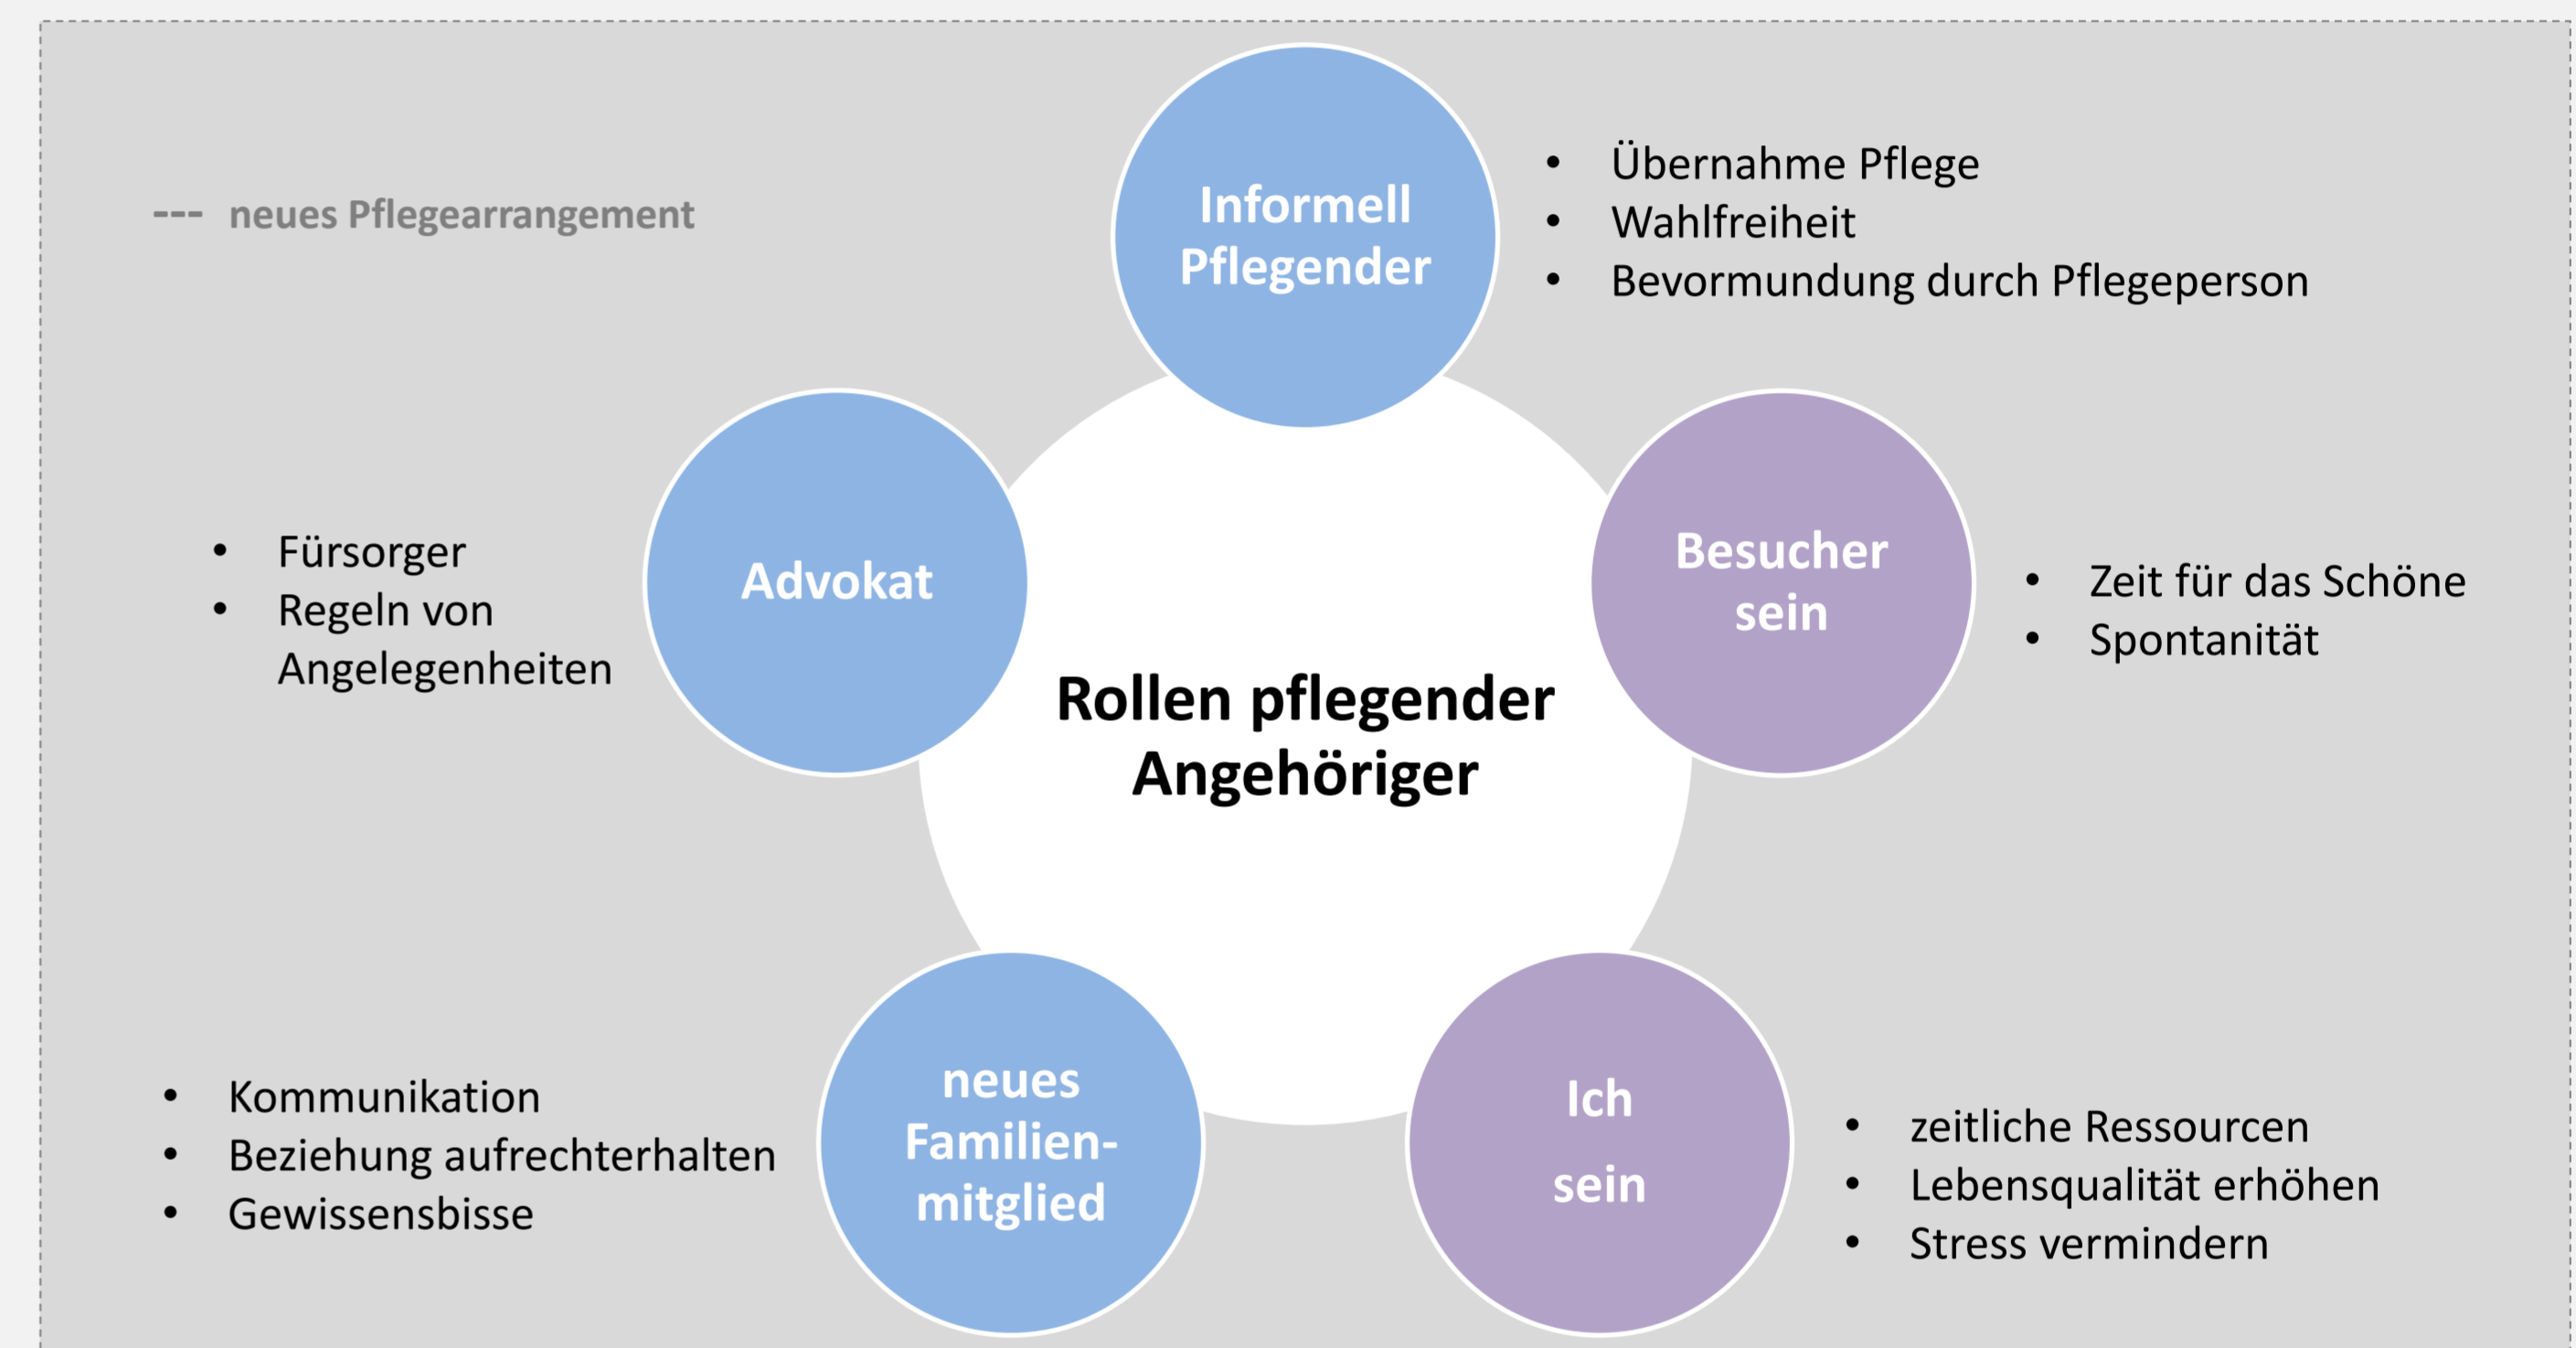 --- neues Pflegearrangement
Informell
Pflegender
• Übernahme Pflege
• Wahlfreiheit
• Bevormundung durch Pflegeperson
Advokat
• Fürsorger
• Regeln von
Angelegenheiten
Besucher
sein
• Zeit für das Schöne
• Spontanität
Rollen pflegender
Angehöriger
neues
Familien-
mitglied
• Kommunikation
• Beziehung aufrechterhalten
• Gewissensbisse
Ich
sein
• zeitliche Ressourcen
• Lebensqualität erhöhen
• Stress vermindern